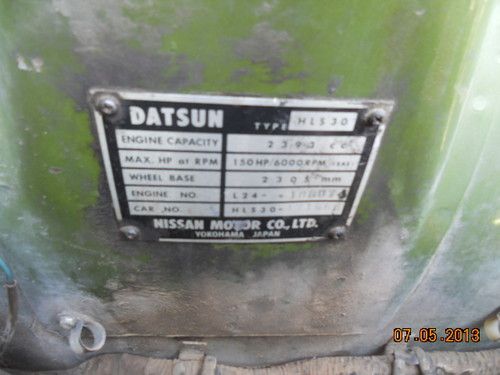 DATSUN TYPE HLS30
ENGINE CAPACITY 2393 cc
MAX. HP at RPM 150HP/6000RPM (SAE)
WHEEL BASE 2305 mm
ENGINE NO. L24-
CAR NO. HLS30-
NISSAN MOTOR CO., LTD.
YOKOHAMA JAPAN
07.05.2013